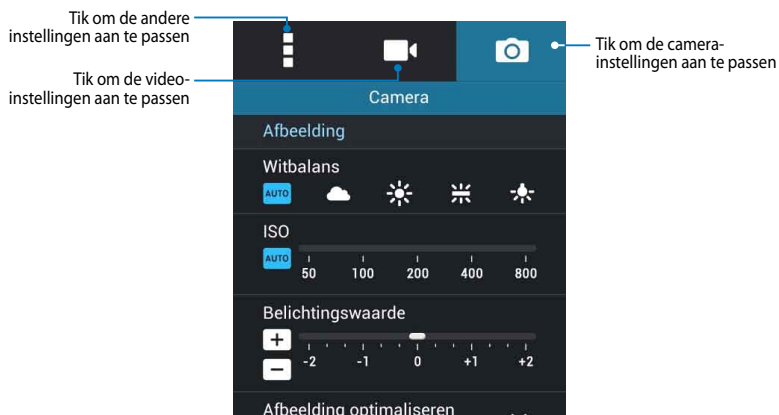 Tik om de andere
instellingen aan te passen
Tik om de video-
instellingen aan te passen
Tik om de camera-
instellingen aan te passen
Camera
Afbeelding
Witbalans
AUTO
ISO
AUTO
50 100 200 400 800
Belichtingswaarde
+
-2 -1 0 +1 +2
−
Afbeelding optimaliseren